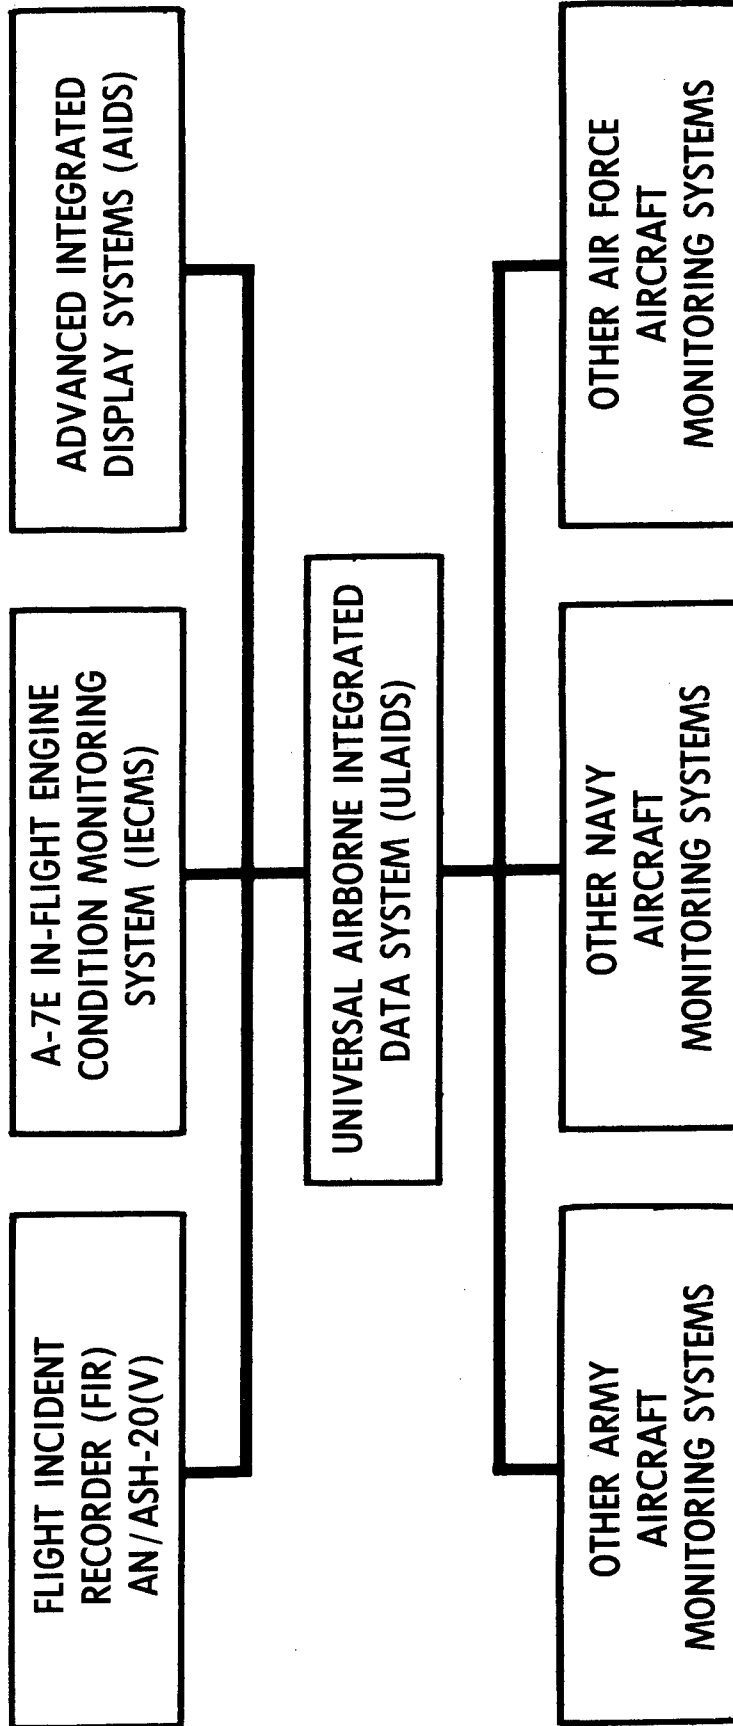 FLIGHT INCIDENT
RECORDER (FIR)
AN/ASH-20(V)
A-7E IN-FLIGHT ENGINE
CONDITION MONITORING
SYSTEM (IECMS)
ADVANCED INTEGRATED
DISPLAY SYSTEMS (AIDS)
UNIVERSAL AIRBORNE INTEGRATED
DATA SYSTEM (ULAIDS)
OTHER ARMY
AIRCRAFT
MONITORING SYSTEMS
OTHER NAVY
AIRCRAFT
MONITORING SYSTEMS
OTHER AIR FORCE
AIRCRAFT
MONITORING SYSTEMS